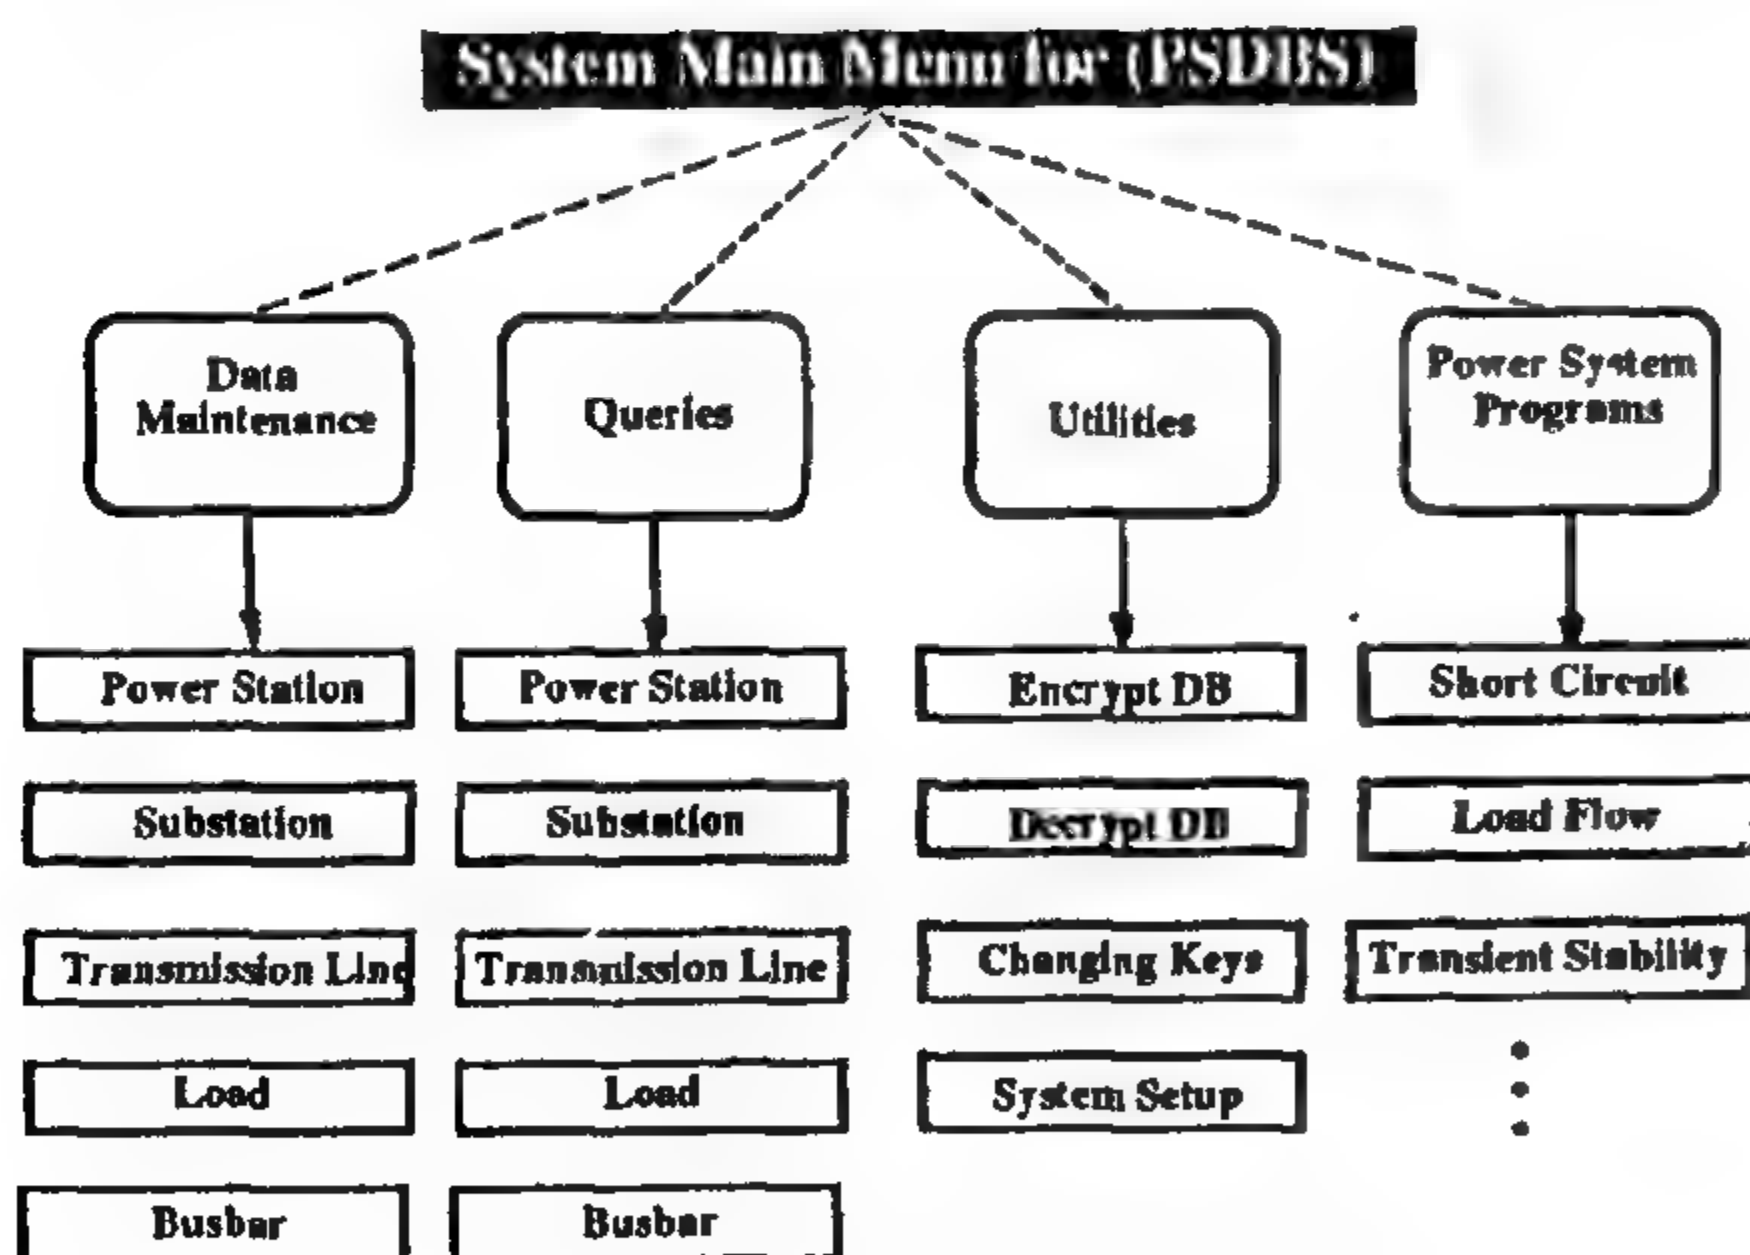 System Main Menu for (PSDBS)
Data
Maintenance
Queries
Utilities
Power System
Programs
Power Station
Power Station
Encrypt DB
Short Circuit
Substation
Substation
Decrypt DB
Load Flow
Transmission Line
Transmission Line
Changing Keys
Transient Stability
Load
Load
System Setup
Busbar
Busbar